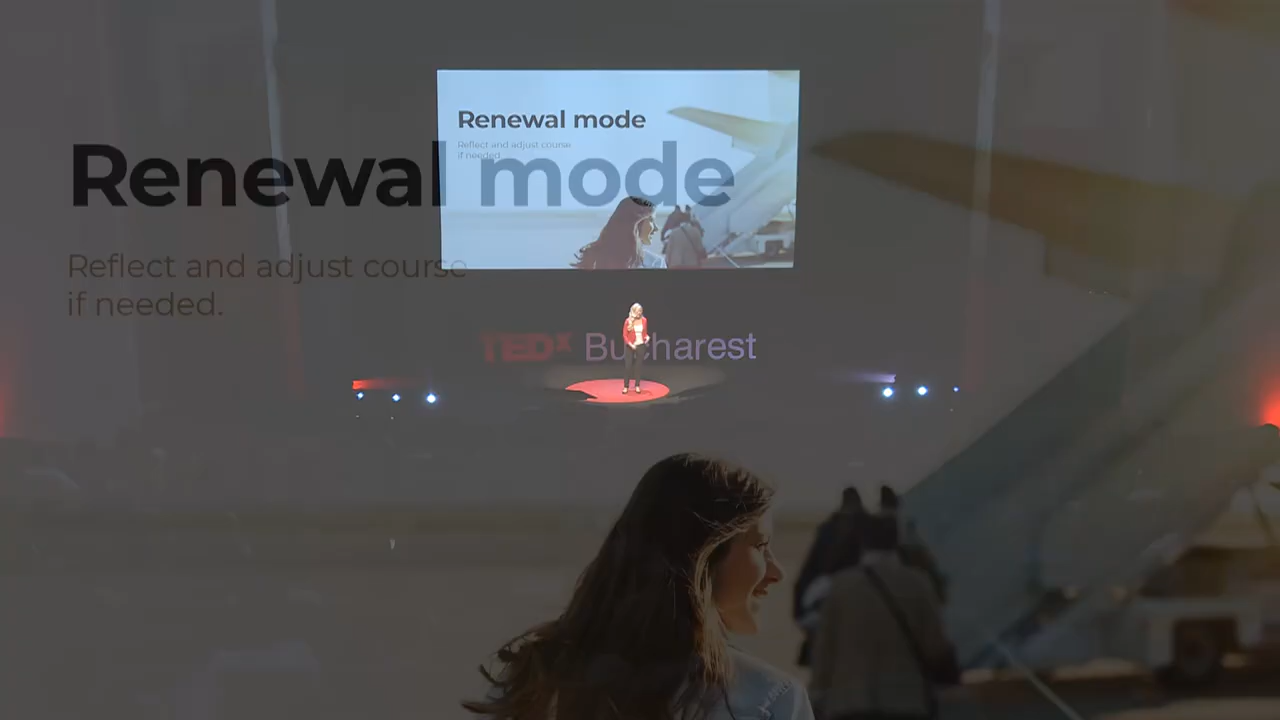 Renewal mode
Reflect and adjust course
if needed.
Renewal mode
Reflect and adjust course
if needed.
TEDx Bucharest